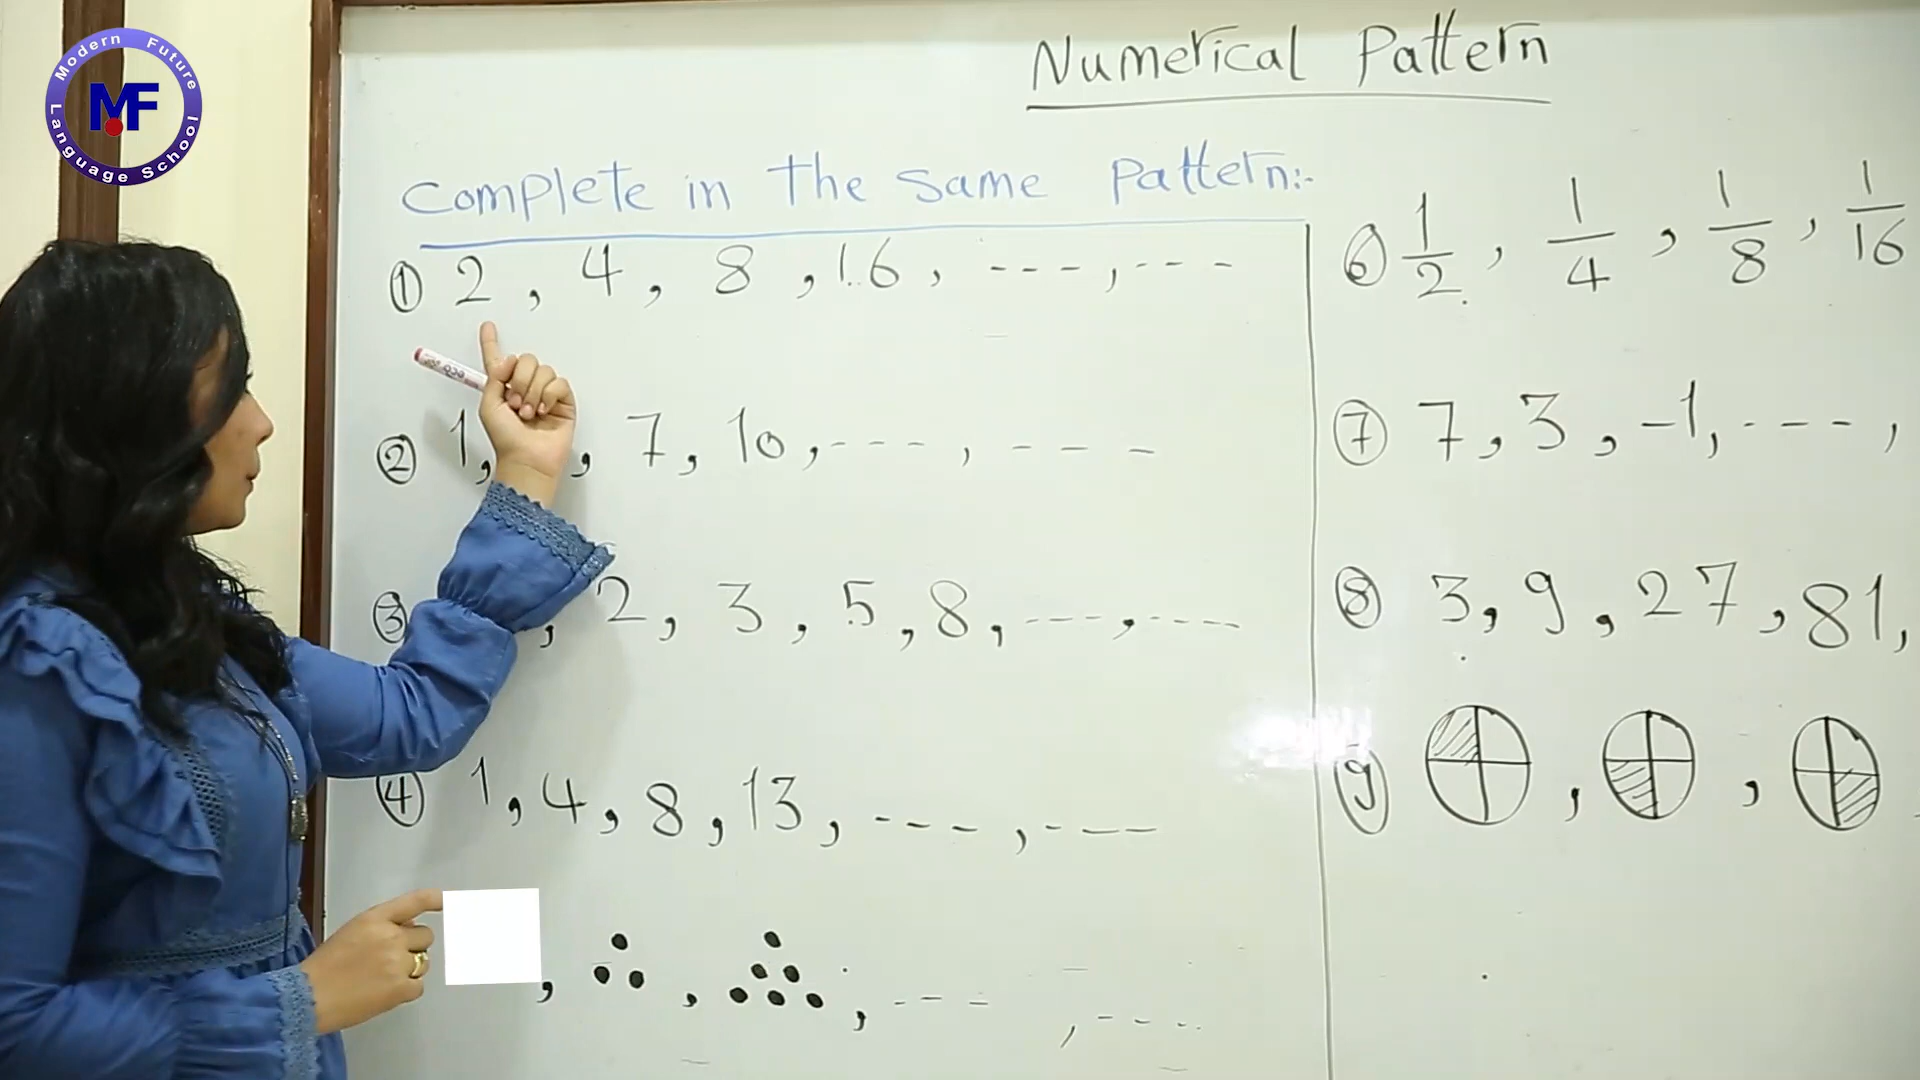 Modern Future
MF
Language School
Numerical Pattern
Complete in the same pattern:-
① 2, 4, 8, 16, ---, ---
② 1, , 7, 10, ---, ---
③ , 2, 3, 5, 8, ---, ----
④ 1, 4, 8, 13, ---, ---
, , , ---, ---
⑥ 1/2, 1/4, 1/8, 1/16
⑦ 7, 3, -1, ---,
⑧ 3, 9, 27, 81,
⑨ , ,